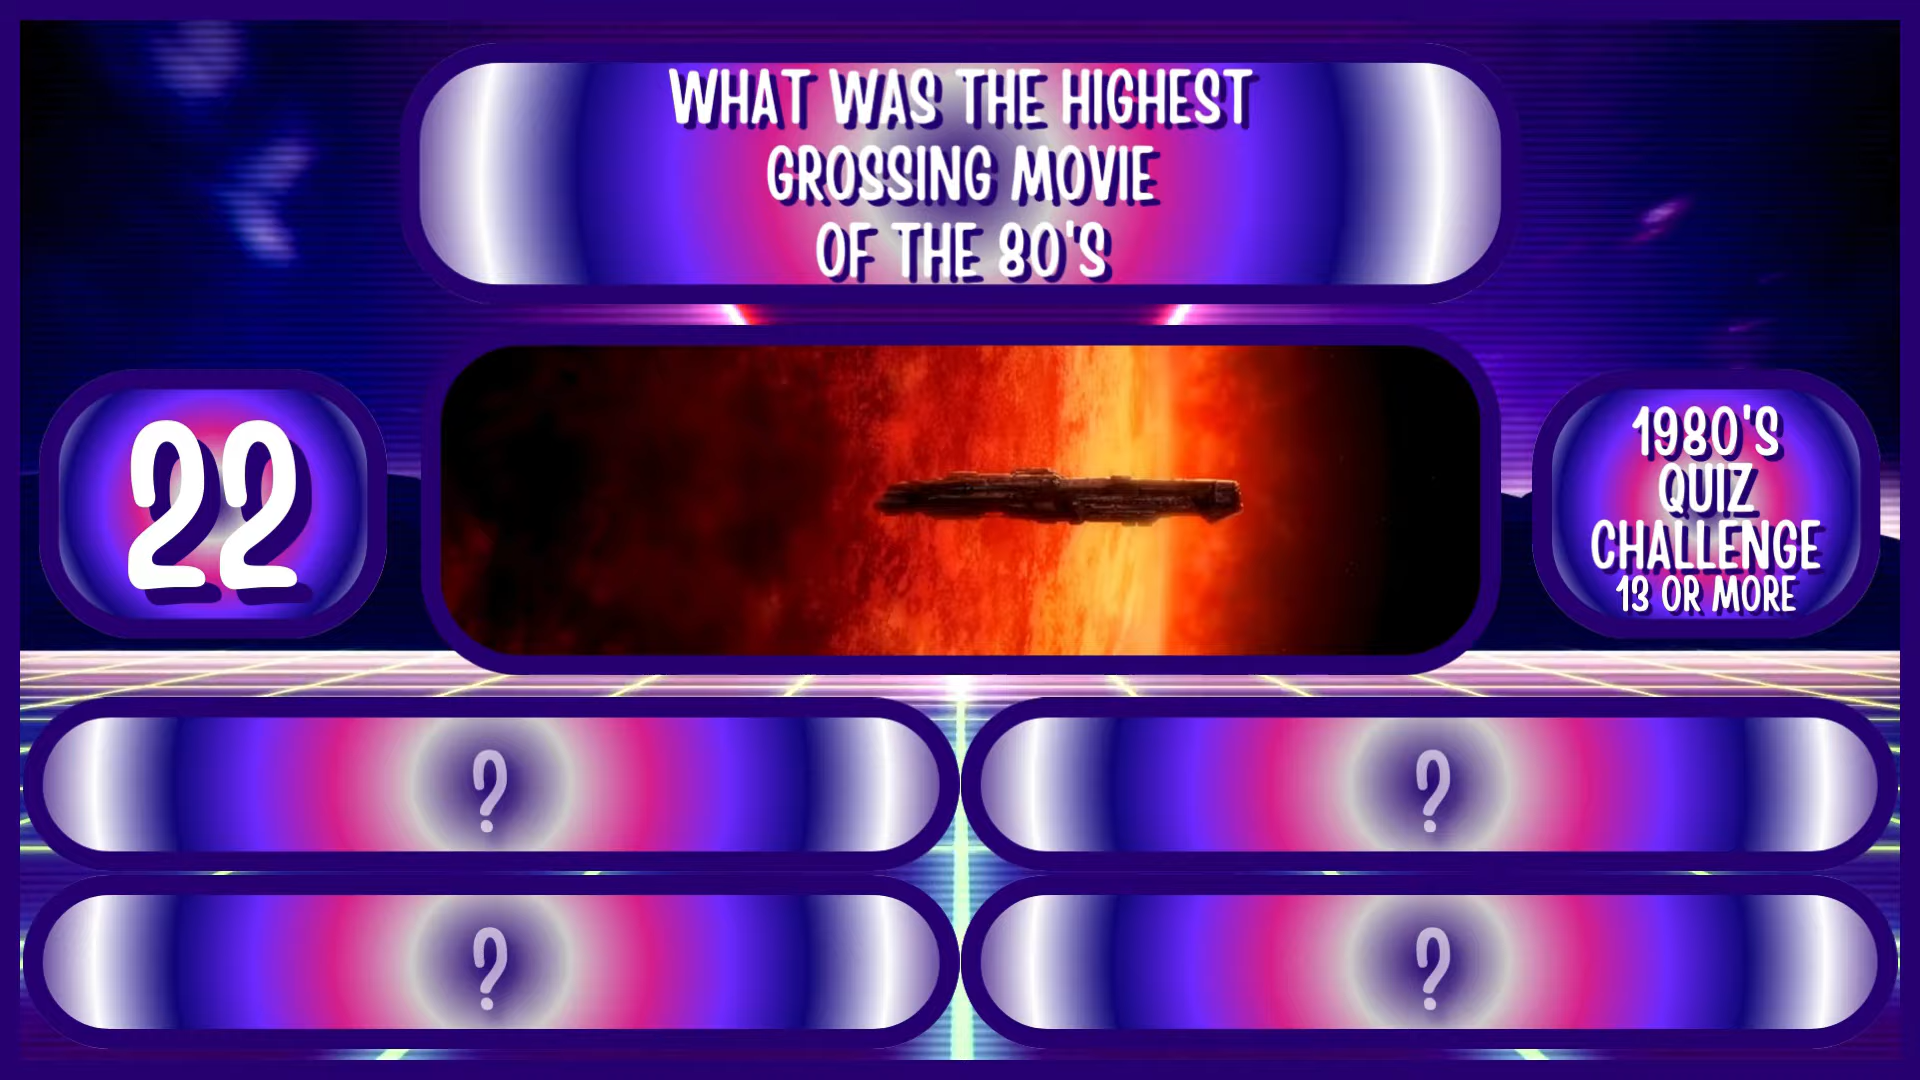 WHAT WAS THE HIGHEST
GROSSING MOVIE
OF THE 80'S
22
1980'S
QUIZ
CHALLENGE
13 OR MORE
?
?
?
?